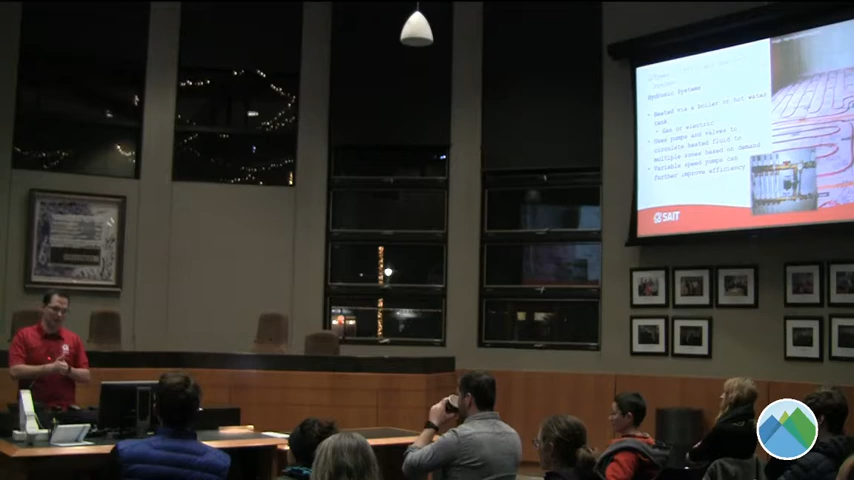 Hydronic Systems
- Heated via a boiler or hot water
tank
- Gas or electric
- Uses pumps and valves to
circulate heated fluid to
multiple zones based on demand
- Variable speed pumps can
further improve efficiency
SAIT